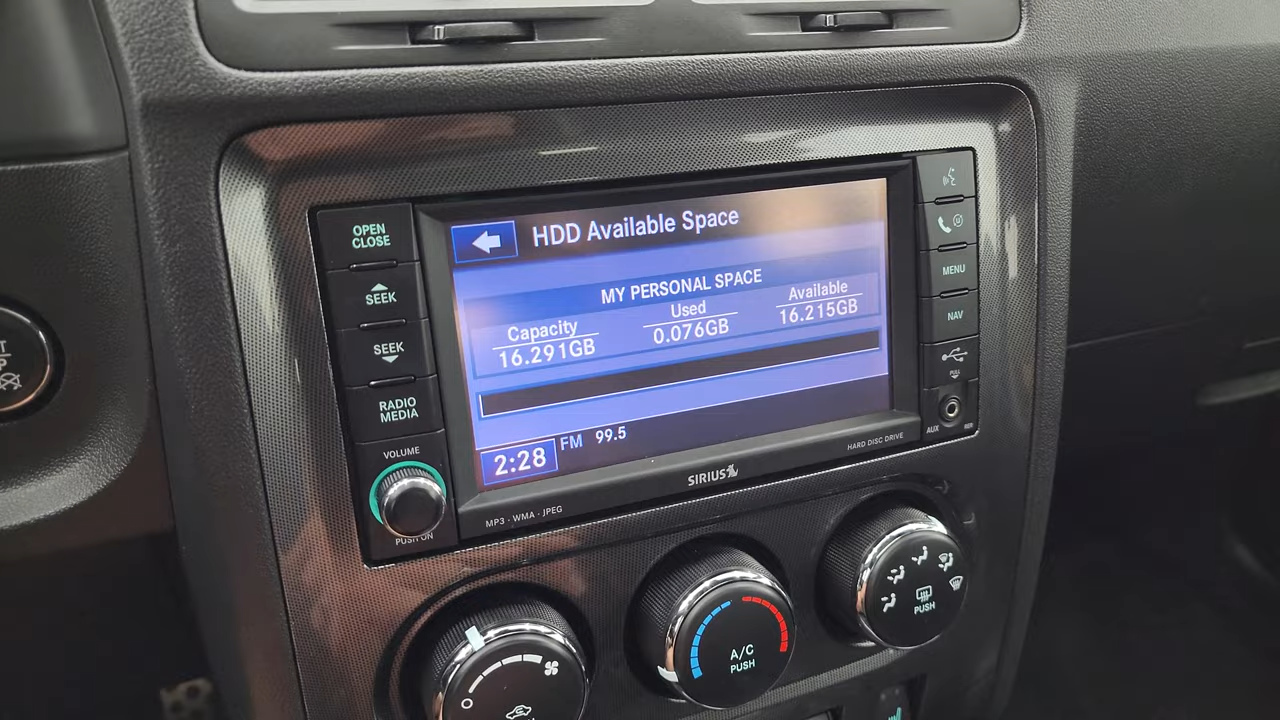 OPEN
CLOSE
SEEK
SEEK
RADIO
MEDIA
VOLUME
PUSH ON
HDD Available Space
MY PERSONAL SPACE
Capacity Used Available
16.291GB 0.076GB 16.215GB
2:28 FM 99.5
MP3 · WMA · JPEG
SIRIUS
HARD DISC DRIVE
MENU
NAV
PULL
AUX
A/C
PUSH
PUSH